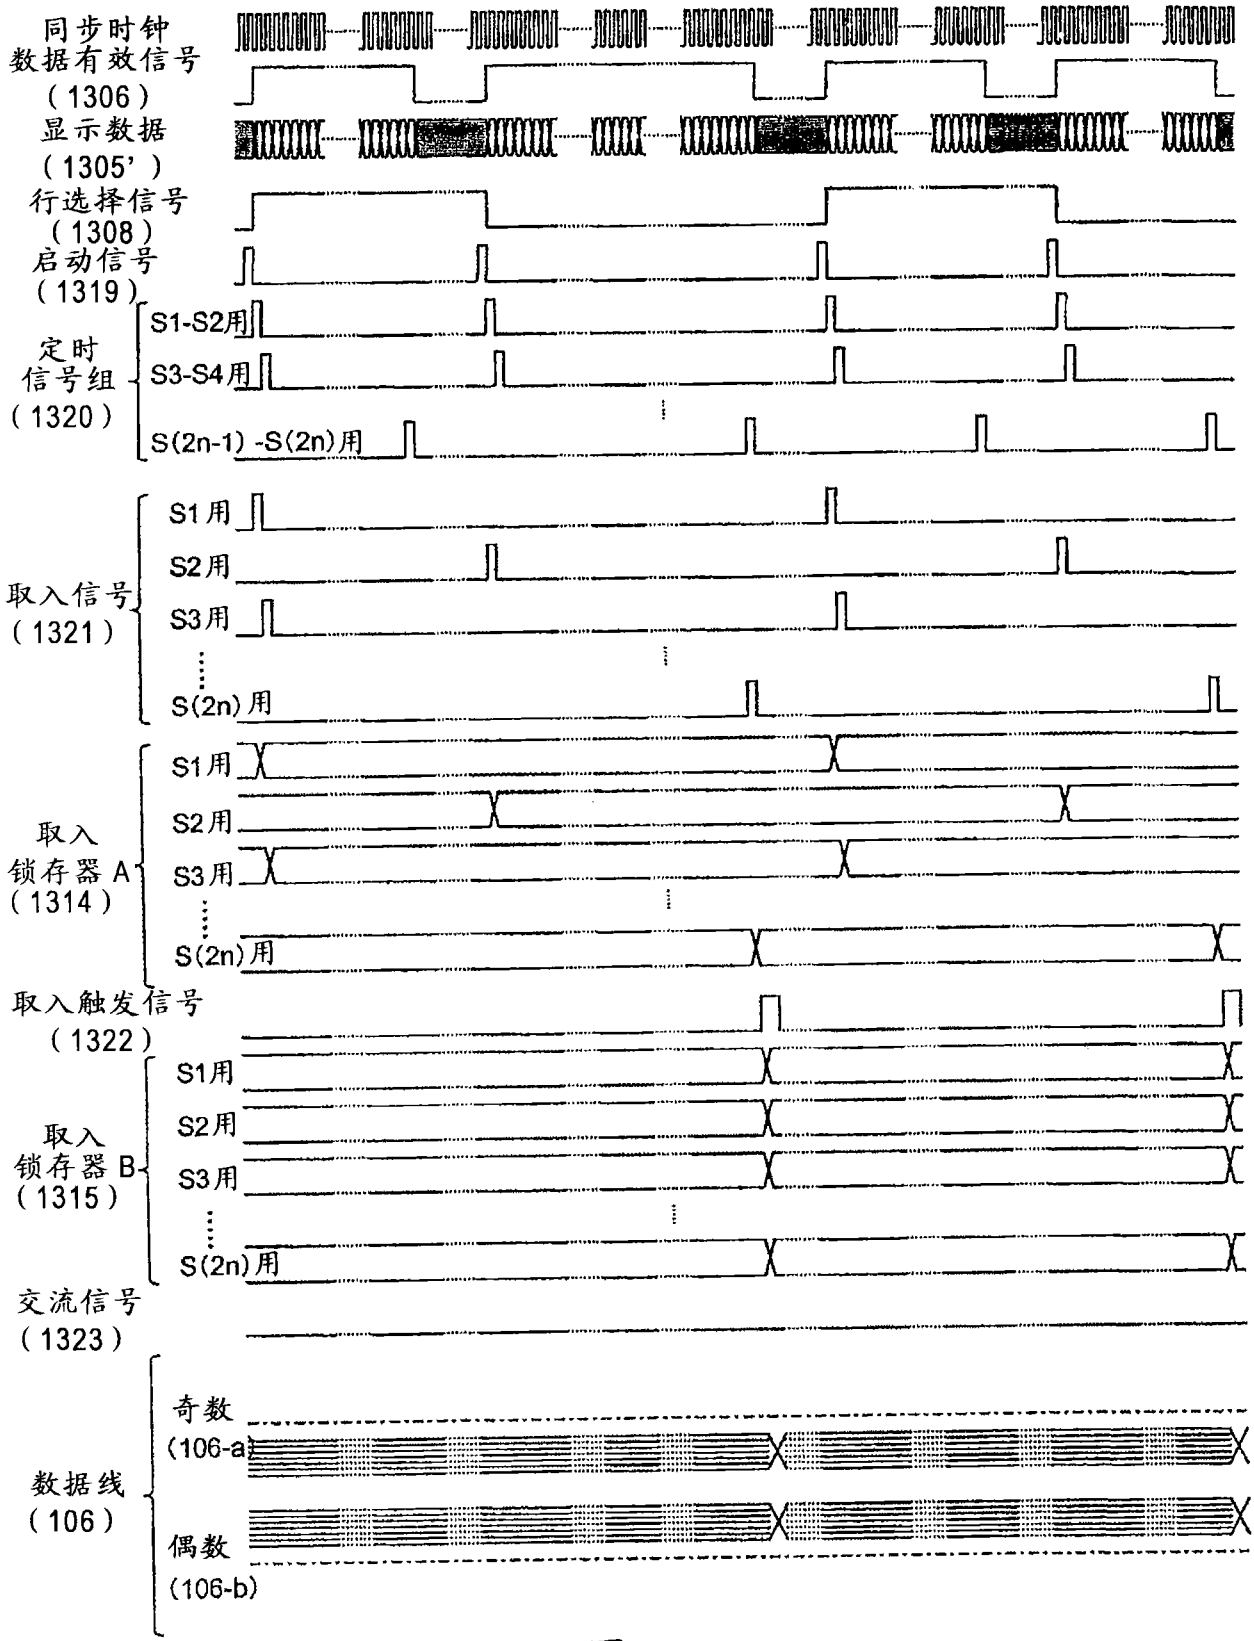 同步时钟
数据有效信号
(1306)
显示数据
(1305')
行选择信号
(1308)
启动信号
(1319)
定时
信号组
(1320)
S1-S2用
S3-S4用
S(2n-1) -S(2n)用
取入信号
(1321)
S1用
S2用
S3用
S(2n)用
取入
锁存器 A
(1314)
S1用
S2用
S3用
S(2n)用
取入触发信号
(1322)
取入
锁存器 B
(1315)
S1用
S2用
S3用
S(2n)用
交流信号
(1323)
数据线
(106)
奇数
(106-a)
偶数
(106-b)